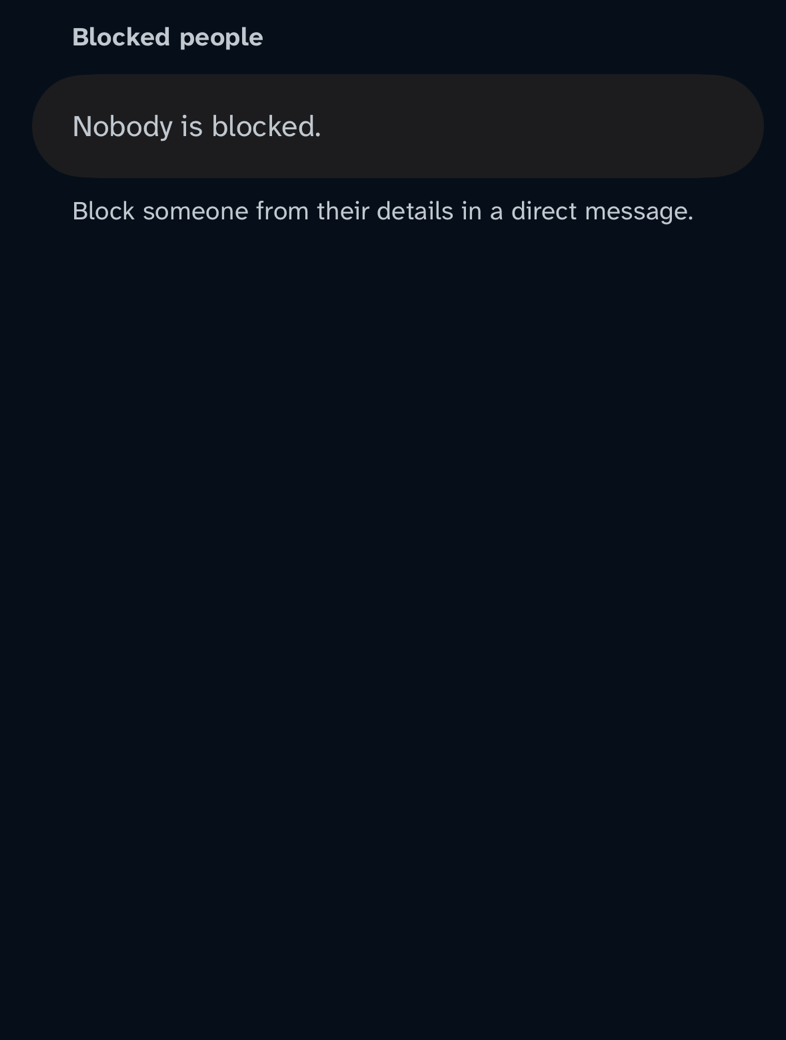 Blocked people
Nobody is blocked.
Block someone from their details in a direct message.